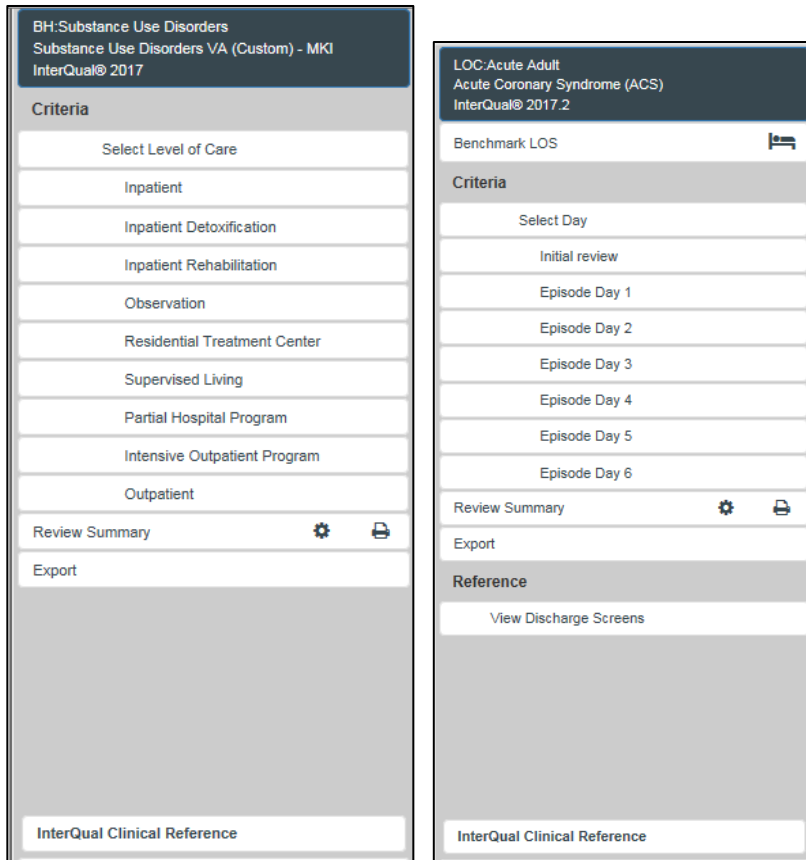 BH:Substance Use Disorders
Substance Use Disorders VA (Custom) - MKI
InterQual® 2017
Criteria
Select Level of Care
Inpatient
Inpatient Detoxification
Inpatient Rehabilitation
Observation
Residential Treatment Center
Supervised Living
Partial Hospital Program
Intensive Outpatient Program
Outpatient
Review Summary
Export
InterQual Clinical Reference
LOC:Acute Adult
Acute Coronary Syndrome (ACS)
InterQual® 2017.2
Benchmark LOS
Criteria
Select Day
Initial review
Episode Day 1
Episode Day 2
Episode Day 3
Episode Day 4
Episode Day 5
Episode Day 6
Review Summary
Export
Reference
View Discharge Screens
InterQual Clinical Reference